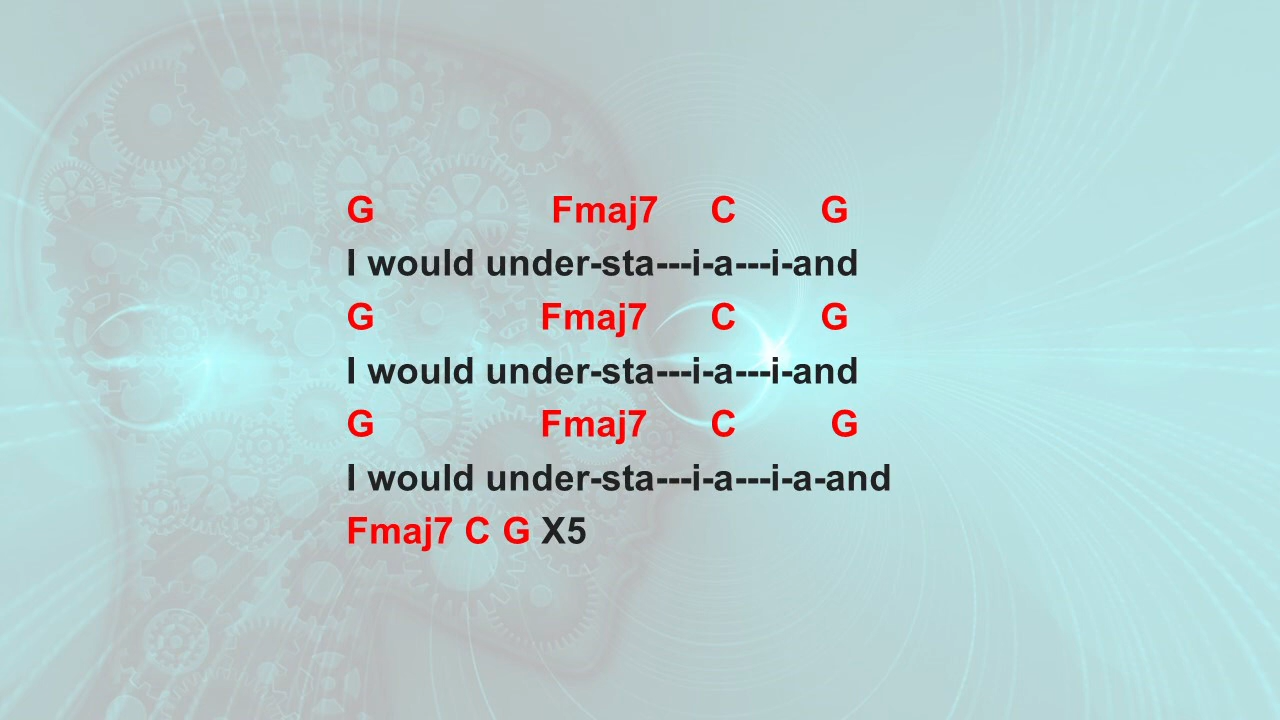 G Fmaj7 C G
I would under-sta---i-a---i-and
G Fmaj7 C G
I would under-sta---i-a---i-and
G Fmaj7 C G
I would under-sta---i-a---i-a-and
Fmaj7 C G X5